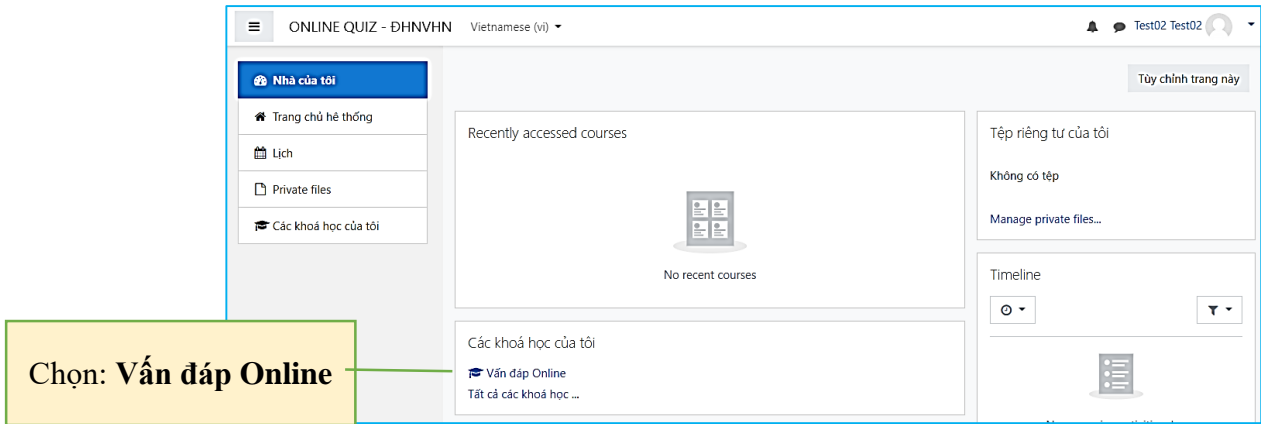 ONLINE QUIZ - ĐHNVHN Vietnamese (vi) Test02 Test02
Nhà của tôi
Trang chủ hệ thống
Lịch
Private files
Các khoá học của tôi
Tùy chỉnh trang này
Recently accessed courses
No recent courses
Các khoá học của tôi
Vấn đáp Online
Tất cả các khoá học ...
Tệp riêng tư của tôi
Không có tệp
Manage private files...
Timeline
Chọn: Vấn đáp Online